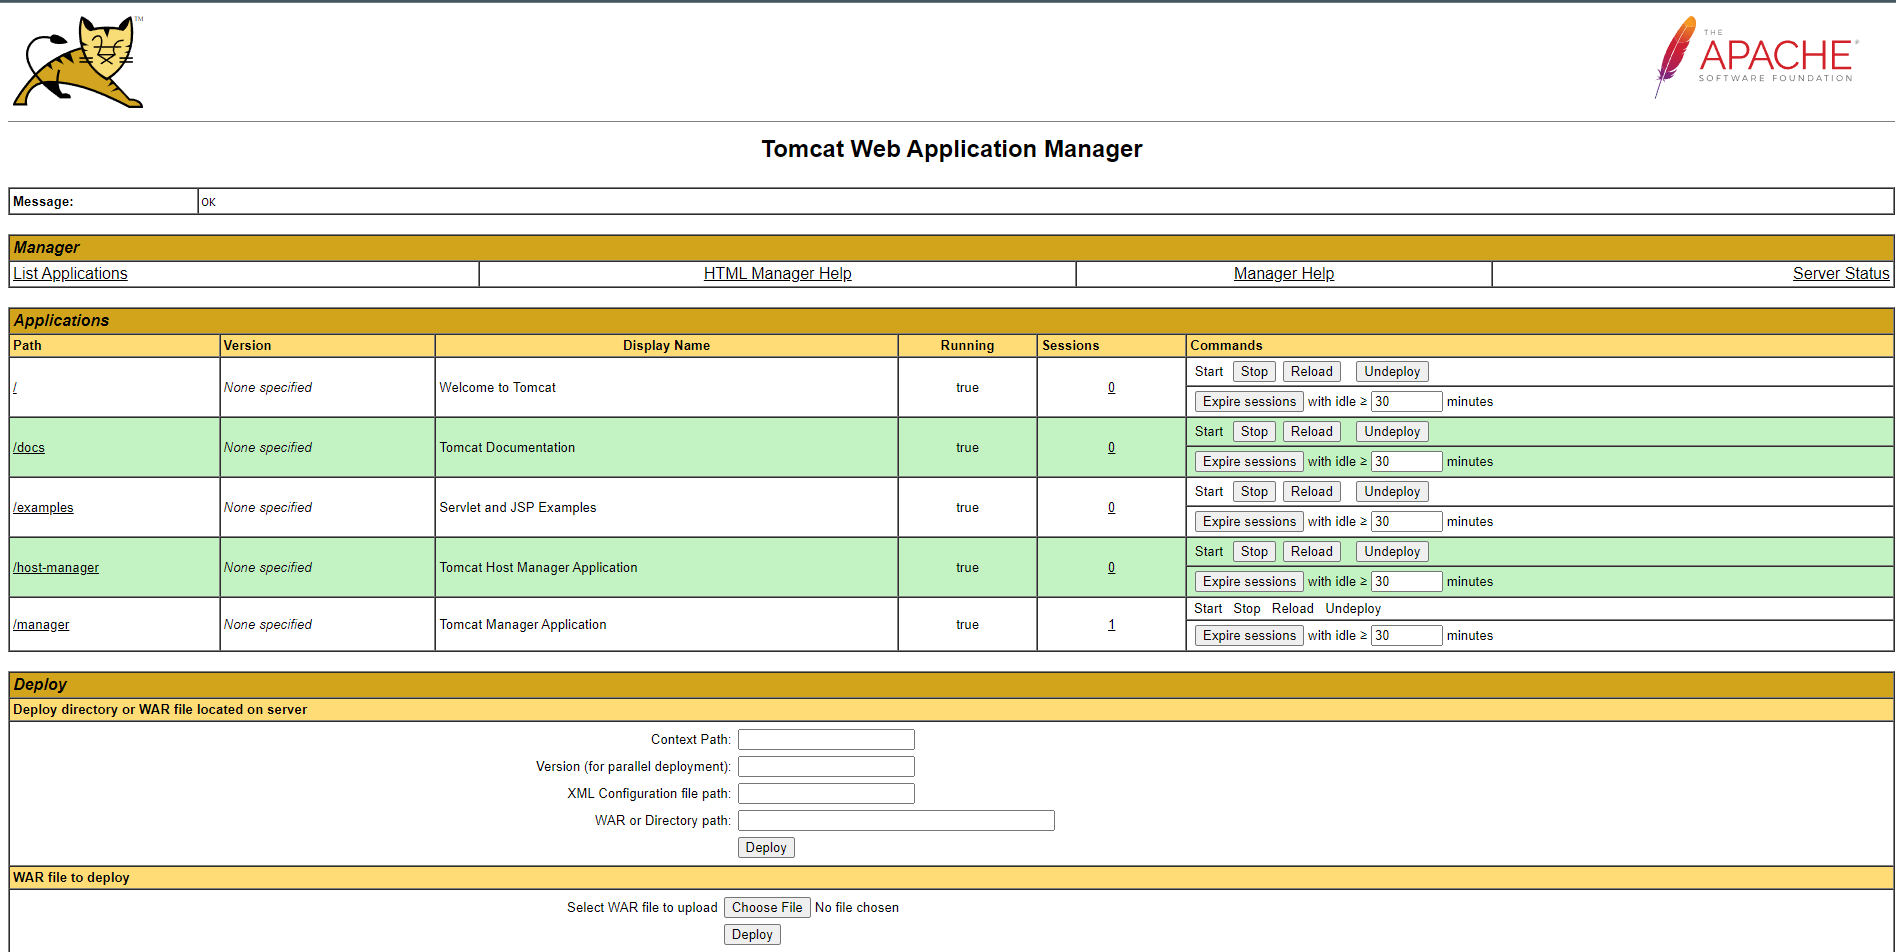 TM
THE
APACHE®
SOFTWARE FOUNDATION
Tomcat Web Application Manager
Message: OK
Manager
List Applications HTML Manager Help Manager Help Server Status
Applications
Path Version Display Name Running Sessions Commands
/ None specified Welcome to Tomcat true 0 Start Stop Reload Undeploy
Expire sessions with idle ≥ 30 minutes
/docs None specified Tomcat Documentation true 0 Start Stop Reload Undeploy
Expire sessions with idle ≥ 30 minutes
/examples None specified Servlet and JSP Examples true 0 Start Stop Reload Undeploy
Expire sessions with idle ≥ 30 minutes
/host-manager None specified Tomcat Host Manager Application true 0 Start Stop Reload Undeploy
Expire sessions with idle ≥ 30 minutes
/manager None specified Tomcat Manager Application true 1 Start Stop Reload Undeploy
Expire sessions with idle ≥ 30 minutes
Deploy
Deploy directory or WAR file located on server
Context Path:
Version (for parallel deployment):
XML Configuration file path:
WAR or Directory path:
Deploy
WAR file to deploy
Select WAR file to upload Choose File No file chosen
Deploy